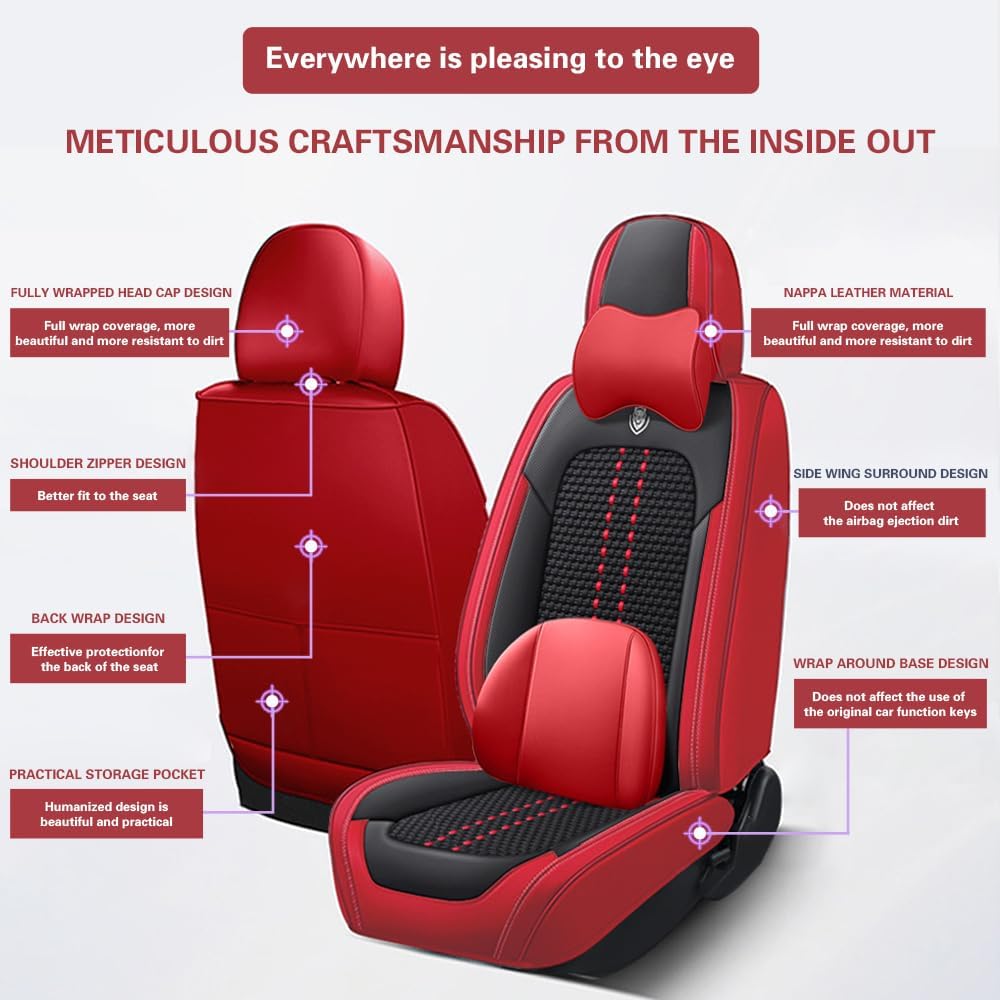 Everywhere is pleasing to the eye
METICULOUS CRAFTSMANSHIP FROM THE INSIDE OUT
FULLY WRAPPED HEAD CAP DESIGN
Full wrap coverage, more
beautiful and more resistant to dirt
SHOULDER ZIPPER DESIGN
Better fit to the seat
BACK WRAP DESIGN
Effective protectionfor
the back of the seat
PRACTICAL STORAGE POCKET
Humanized design is
beautiful and practical
NAPPA LEATHER MATERIAL
Full wrap coverage, more
beautiful and more resistant to dirt
SIDE WING SURROUND DESIGN
Does not affect
the airbag ejection dirt
WRAP AROUND BASE DESIGN
Does not affect the use of
the original car function keys